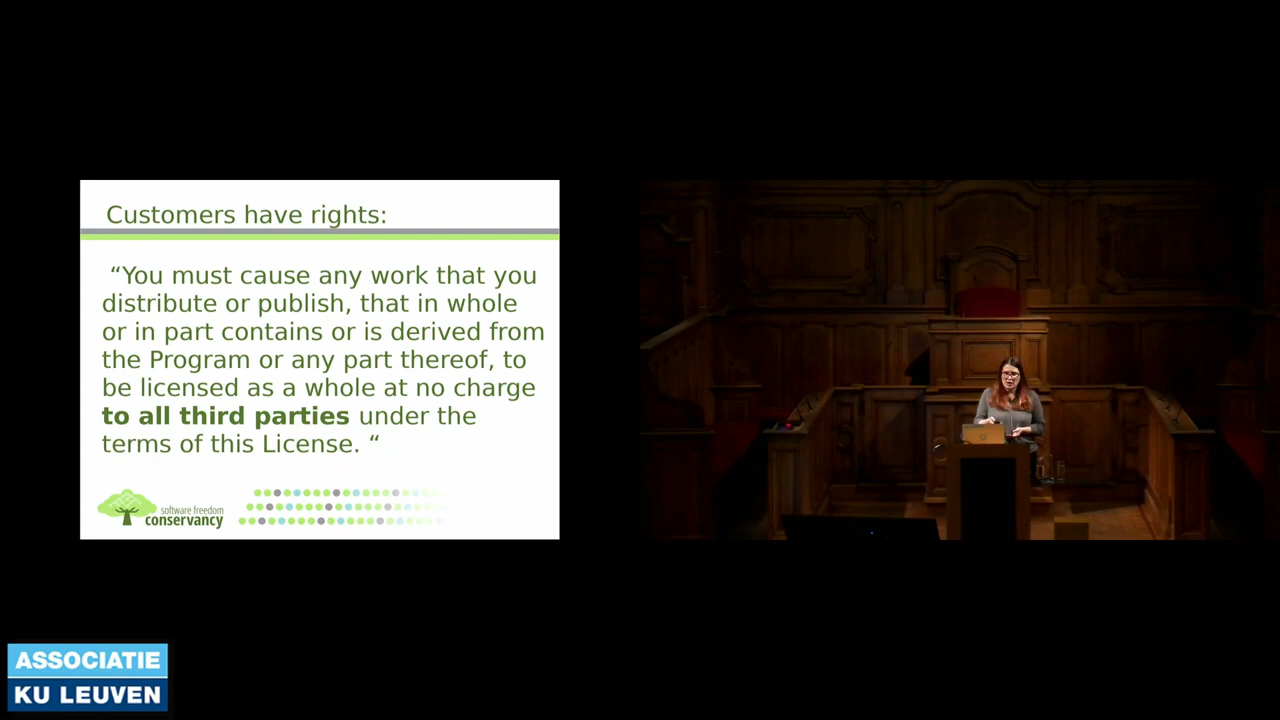 Customers have rights:
“You must cause any work that you
distribute or publish, that in whole
or in part contains or is derived from
the Program or any part thereof, to
be licensed as a whole at no charge
to all third parties under the
terms of this License. “
software freedom
conservancy
ASSOCIATIE
KU LEUVEN